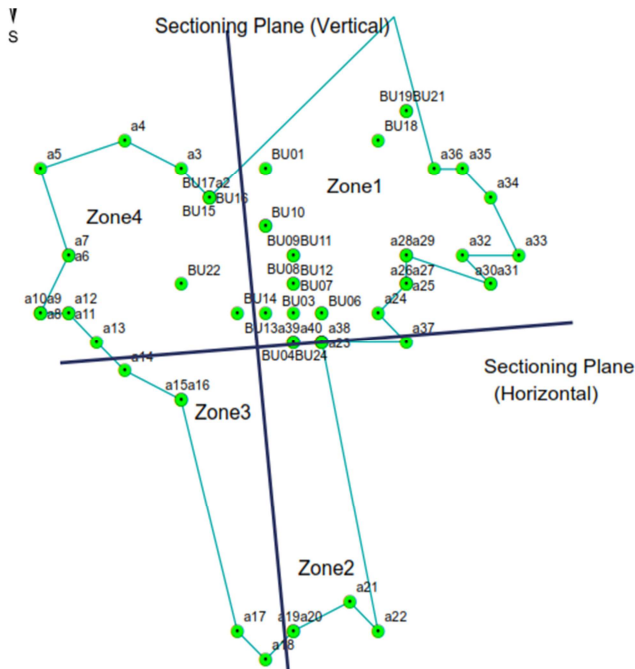 S
Sectioning Plane (Vertical)
BU19BU21
BU18
a4
a36
a35
a5
a3
BU01
Zone1
a34
BU17a2
BU16
BU15
Zone4
BU10
a7
a6
BU09BU11
a28a29
a32
a33
BU22
BU08BU12
BU07
a26a27
a25
a30a31
a10a9
a12
a8
a11
BU14
BU03
BU06
a24
a13
BU13a39a40
a38
a23
a37
BU04BU24
a14
Sectioning Plane
(Horizontal)
a15a16
Zone3
Zone2
a21
a17
a19a20
a22
a18